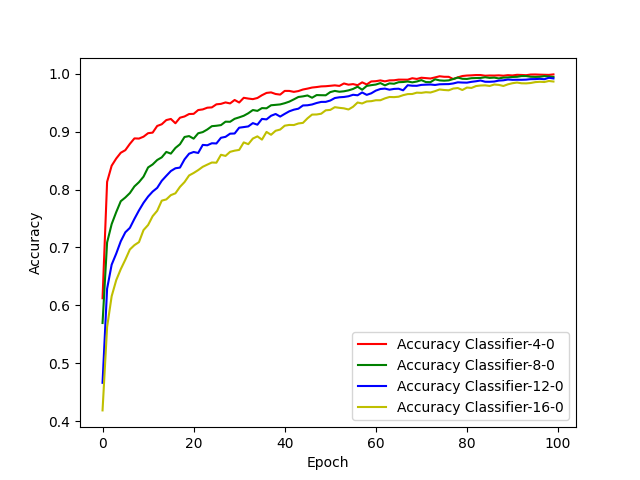 1.0
0.9
0.8
0.7
0.6
0.5
0.4
Accuracy
0 20 40 60 80 100
Epoch
Accuracy Classifier-4-0
Accuracy Classifier-8-0
Accuracy Classifier-12-0
Accuracy Classifier-16-0